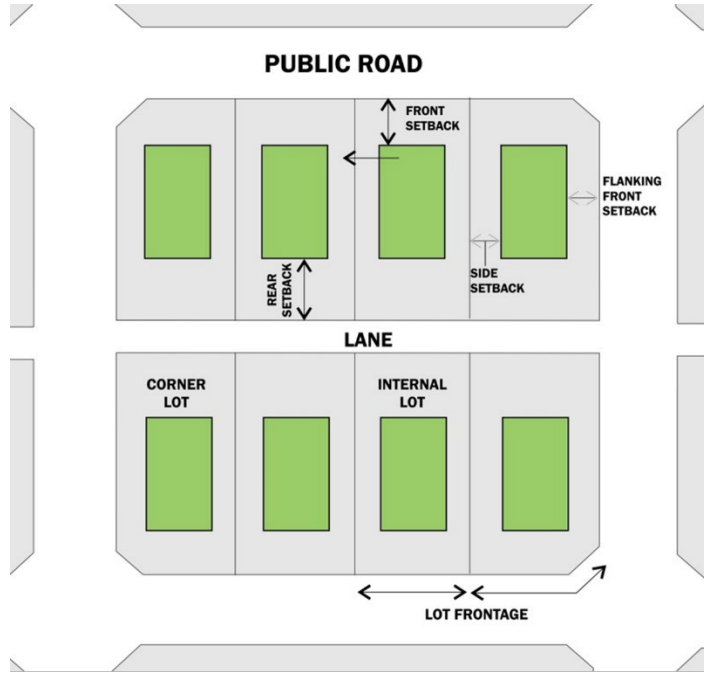 PUBLIC ROAD
FRONT
SETBACK
FLANKING
FRONT
SETBACK
SIDE
SETBACK
REAR
SETBACK
LANE
CORNER
LOT
INTERNAL
LOT
LOT FRONTAGE